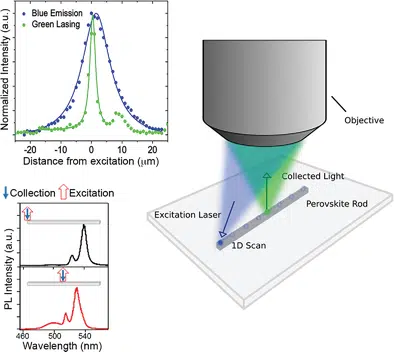 Normalized Intensity (a.u.)
Blue Emission
Green Lasing
-20 -10 0 10 20
Distance from excitation (μm)
Collection Excitation
PL Intensity (a.u.)
460 500 540
Wavelength (nm)
Objective
Collected Light
Excitation Laser
Perovskite Rod
1D Scan